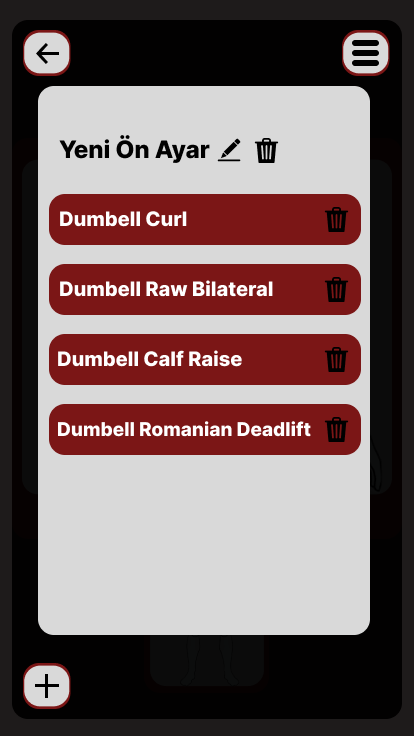 Yeni Ön Ayar
Dumbell Curl
Dumbell Raw Bilateral
Dumbell Calf Raise
Dumbell Romanian Deadlift